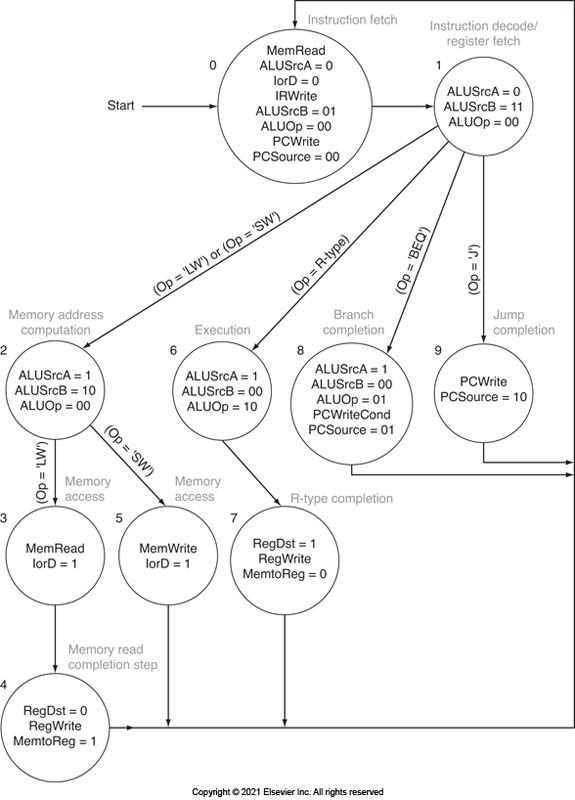 Instruction fetch
0
MemRead
ALUSrcA = 0
IorD = 0
IRWrite
ALUSrcB = 01
ALUOp = 00
PCWrite
PCSource = 00
Start
Instruction decode/
register fetch
1
ALUSrcA = 0
ALUSrcB = 11
ALUOp = 00
(Op = 'LW') or (Op = 'SW')
(Op = R-type)
(Op = 'BEQ')
(Op = 'J')
Memory address
computation
2
ALUSrcA = 1
ALUSrcB = 10
ALUOp = 00
Execution
6
ALUSrcA = 1
ALUSrcB = 00
ALUOp = 10
Branch
completion
8
ALUSrcA = 1
ALUSrcB = 00
ALUOp = 01
PCWriteCond
PCSource = 01
Jump
completion
9
PCWrite
PCSource = 10
(Op = 'LW')
(Op = 'SW')
Memory
access
3
MemRead
IorD = 1
Memory
access
5
MemWrite
IorD = 1
R-type completion
7
RegDst = 1
RegWrite
MemtoReg = 0
Memory read
completion step
4
RegDst = 0
RegWrite
MemtoReg = 1
Copyright © 2021 Elsevier Inc. All rights reserved